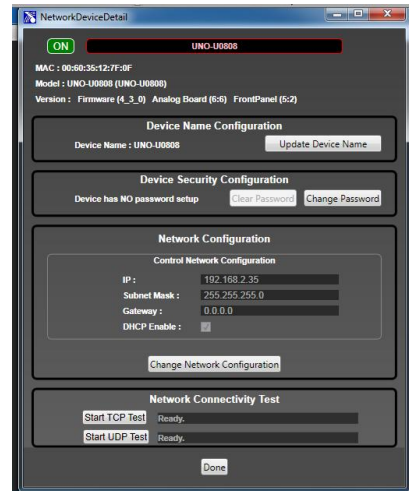 NetworkDeviceDetail
ON UNO-U0808
MAC : 00:60:35:12:7F:0F
Model : UNO-U0808 (UNO-U0808)
Version : Firmware (4_3_0) Analog Board (6:6) FrontPanel (5:2)
Device Name Configuration
Device Name : UNO-U0808 Update Device Name
Device Security Configuration
Device has NO password setup Clear Password Change Password
Network Configuration
Control Network Configuration
IP : 192.168.2.35
Subnet Mask : 255.255.255.0
Gateway : 0.0.0.0
DHCP Enable :
Change Network Configuration
Network Connectivity Test
Start TCP Test Ready.
Start UDP Test Ready.
Done